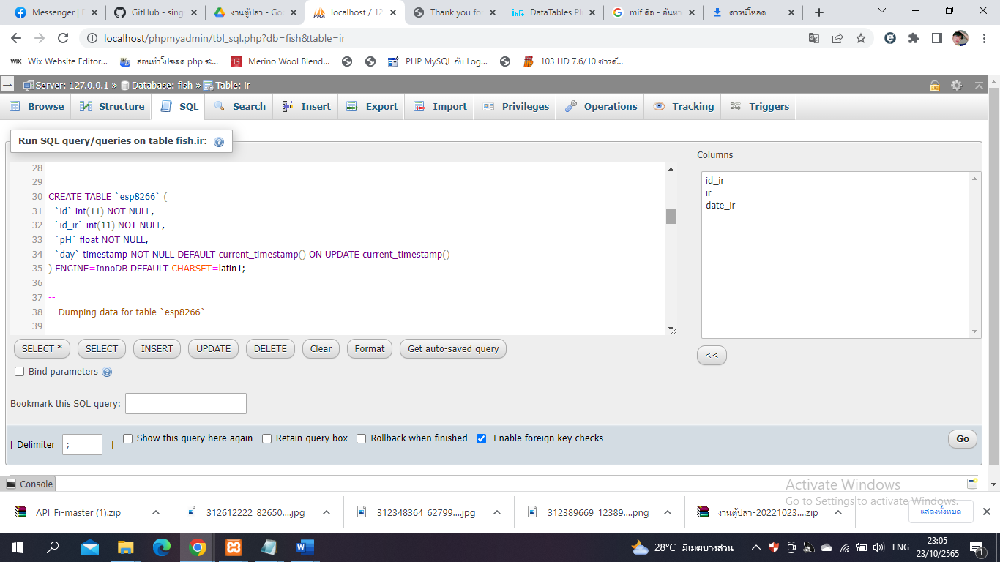 Messenger | F
GitHub - sing
งานตู้ปลา - Go
localhost / 12
Thank you fo
DataTables Pl
mif คือ - ค้นหา
ดาวน์โหลด
localhost/phpmyadmin/tbl_sql.php?db=fish&table=ir
WIX Wix Website Editor...
สอนทำโปรเจค php ระ...
Merino Wool Blend...
PHP MySQL กับ Log...
103 HD 7.6/10 ซาวด์...
Server: 127.0.0.1 » Database: fish » Table: ir
Browse Structure SQL Search Insert Export Import Privileges Operations Tracking Triggers
Run SQL query/queries on table fish.ir:
28 --
29
30 CREATE TABLE `esp8266` (
31 `id` int(11) NOT NULL,
32 `id_ir` int(11) NOT NULL,
33 `pH` float NOT NULL,
34 `day` timestamp NOT NULL DEFAULT current_timestamp() ON UPDATE current_timestamp()
35 ) ENGINE=InnoDB DEFAULT CHARSET=latin1;
36
37 --
38 -- Dumping data for table `esp8266`
39 --
Columns
id_ir
ir
date_ir
<<
SELECT * SELECT INSERT UPDATE DELETE Clear Format Get auto-saved query
Bind parameters
Bookmark this SQL query:
[ Delimiter ; ] Show this query here again Retain query box Rollback when finished Enable foreign key checks Go
Console
Activate Windows
Go to Settings to activate Windows.
API_Fi-master (1).zip
312612222_82650....jpg
312348364_62799....jpg
312389669_12389....png
งานตู้ปลา-20221023....zip
แสดงทั้งหมด
28°C มีเมฆบางส่วน
ENG
23:05
23/10/2565
1